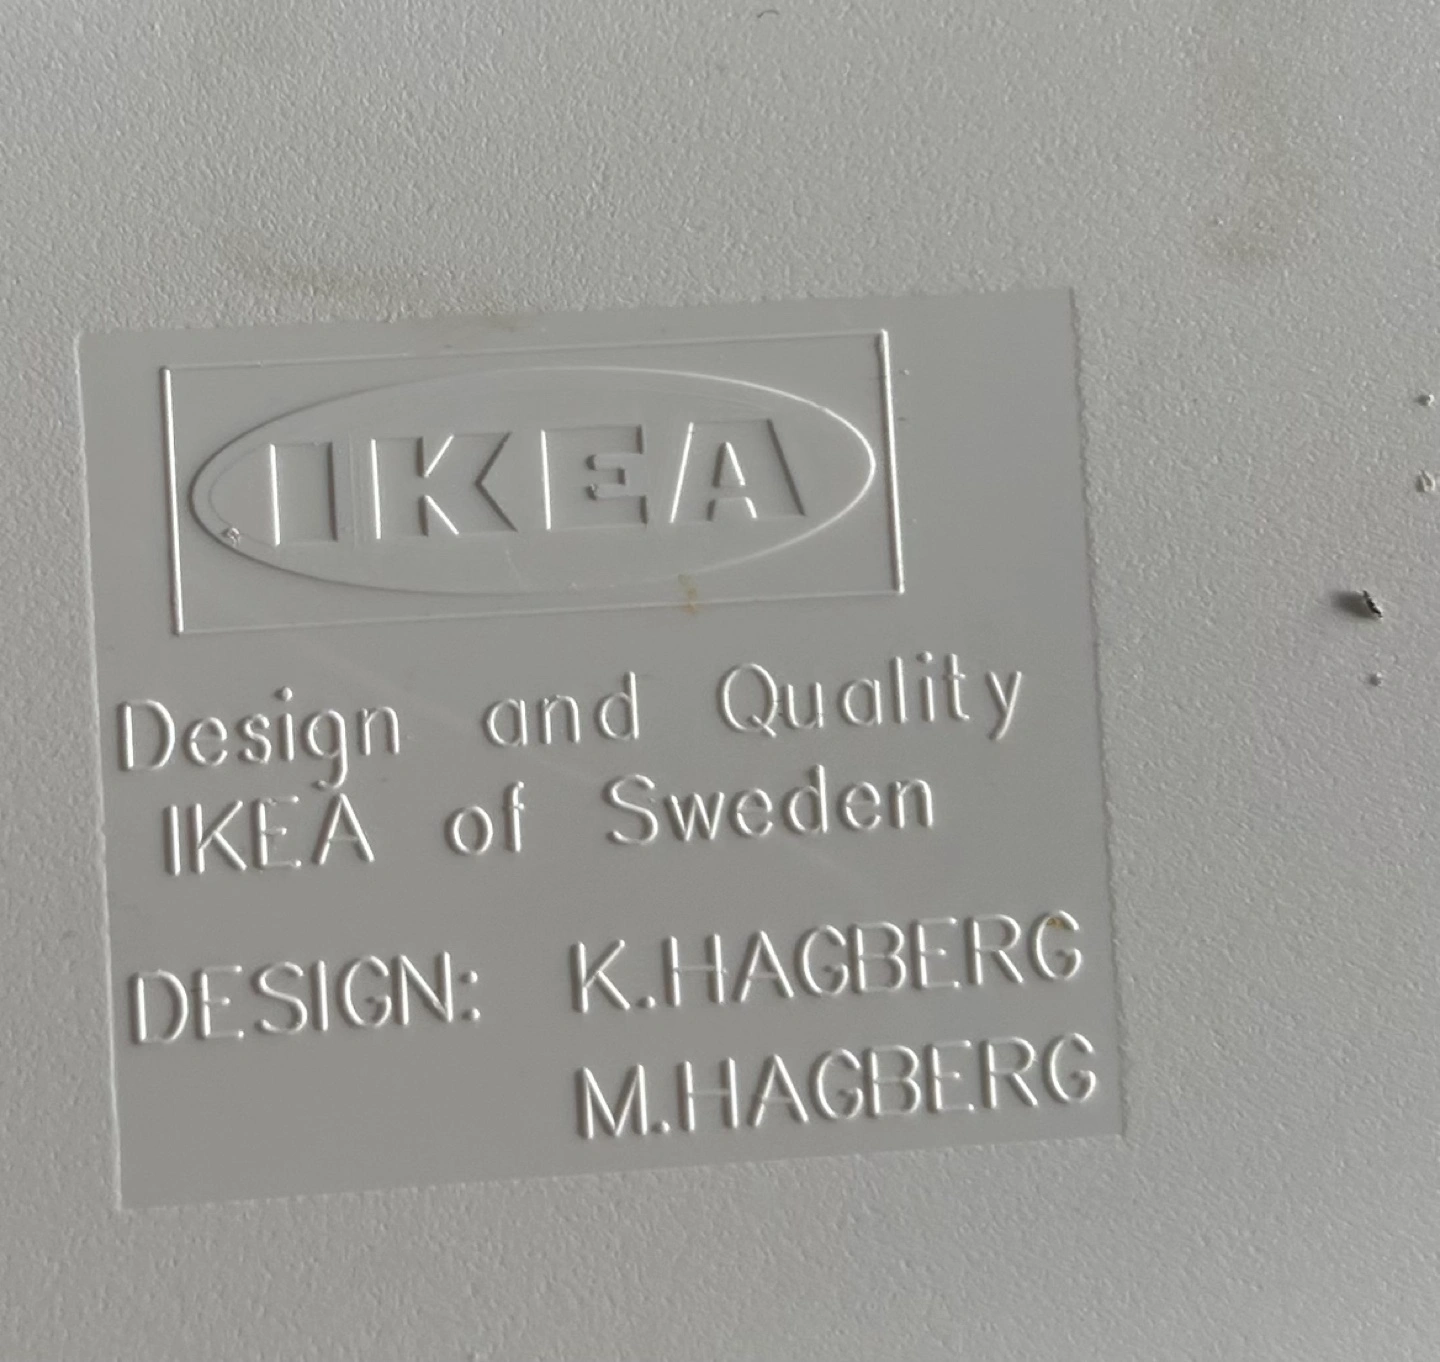 IKEA
Design and Quality
IKEA of Sweden
DESIGN: K.HAGBERG
M.HAGBERG